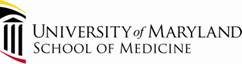 UNIVERSITY of MARYLAND
SCHOOL OF MEDICINE